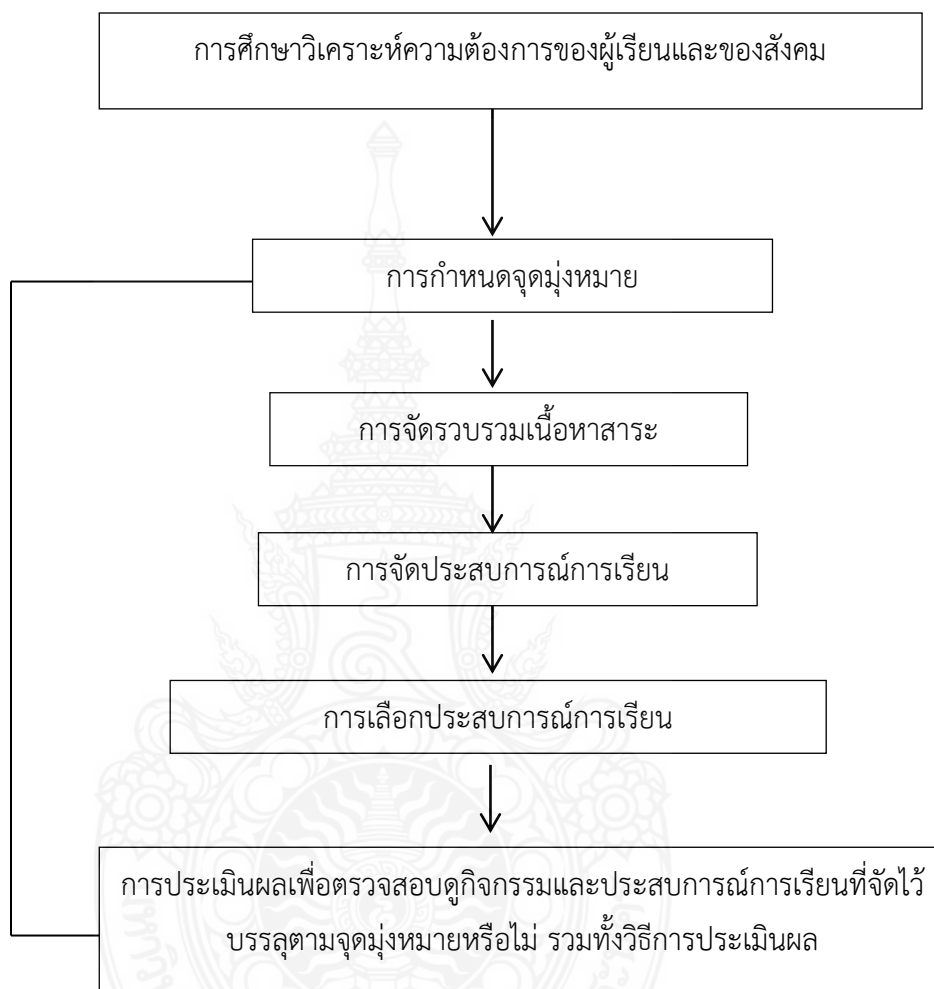 การศึกษาวิเคราะห์ความต้องการของผู้เรียนและของสังคม
การกำหนดจุดมุ่งหมาย
การจัดรวบรวมเนื้อหาสาระ
การจัดประสบการณ์การเรียน
การเลือกประสบการณ์การเรียน
การประเมินผลเพื่อตรวจสอบดูกิจกรรมและประสบการณ์การเรียนที่จัดไว้
บรรลุตามจุดมุ่งหมายหรือไม่ รวมทั้งวิธีการประเมินผล